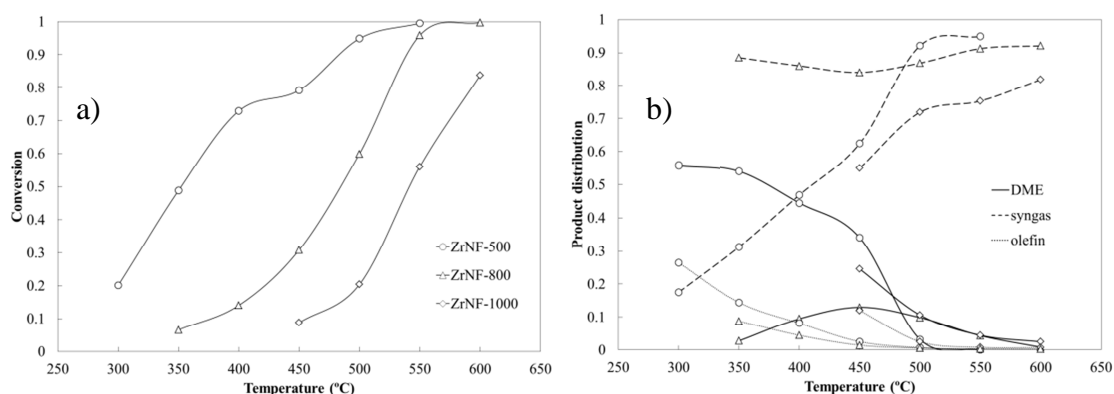 a)
1
0.9
0.8
0.7
0.6
0.5
0.4
0.3
0.2
0.1
0
Conversion
ZrNF-500
ZrNF-800
ZrNF-1000
250 300 350 400 450 500 550 600 650
Temperature (ºC)
b)
1
0.9
0.8
0.7
0.6
0.5
0.4
0.3
0.2
0.1
0
Product distribution
DME
syngas
olefin
250 300 350 400 450 500 550 600 650
Temperature (ºC)